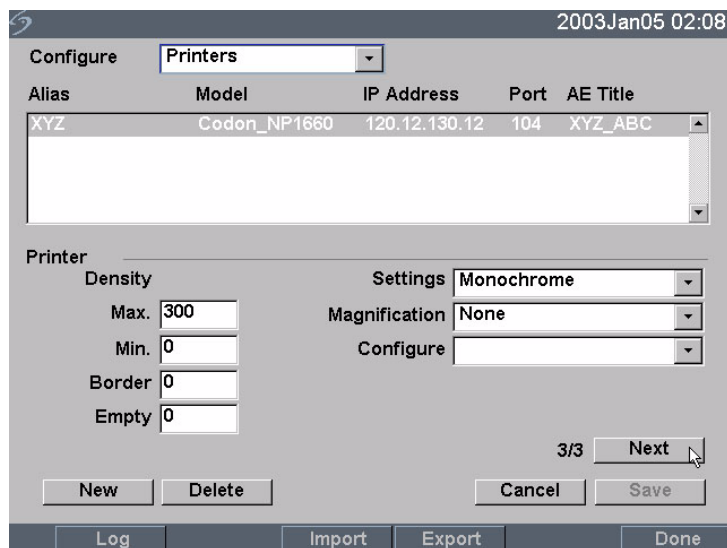 2003Jan05 02:08
Configure Printers
Alias Model IP Address Port AE Title
XYZ Codon_NP1660 120.12.130.12 104 XYZ_ABC
Printer
Density Settings Monochrome
Max. 300 Magnification None
Min. 0 Configure
Border 0
Empty 0
3/3 Next
New Delete Cancel Save
Log Import Export Done